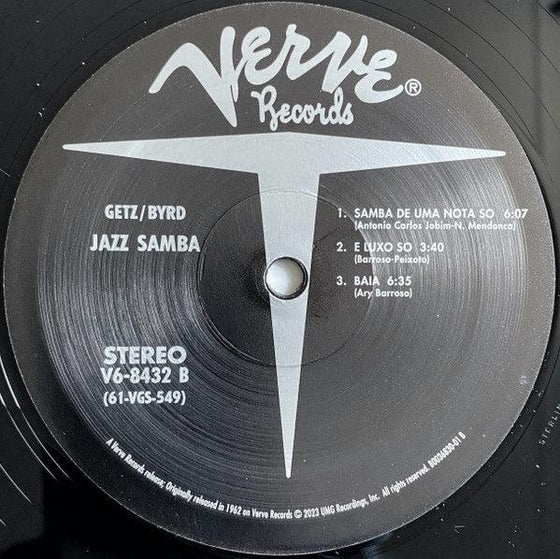 VERVE®
Records
GETZ/BYRD
JAZZ SAMBA
1. SAMBA DE UMA NOTA SO 6:07
(Antonio Carlos Jobim-N. Mendonca)
2. E LUXO SO 3:40
(Barroso-Peixoto)
3. BAIA 6:35
(Ary Barroso)
STEREO
V6-8432 B
(61-VGS-549)
A Verve Records release; Originally released in 1962 on Verve Records © 2023 UMG Recordings, Inc. All rights reserved. B0036830-01 B